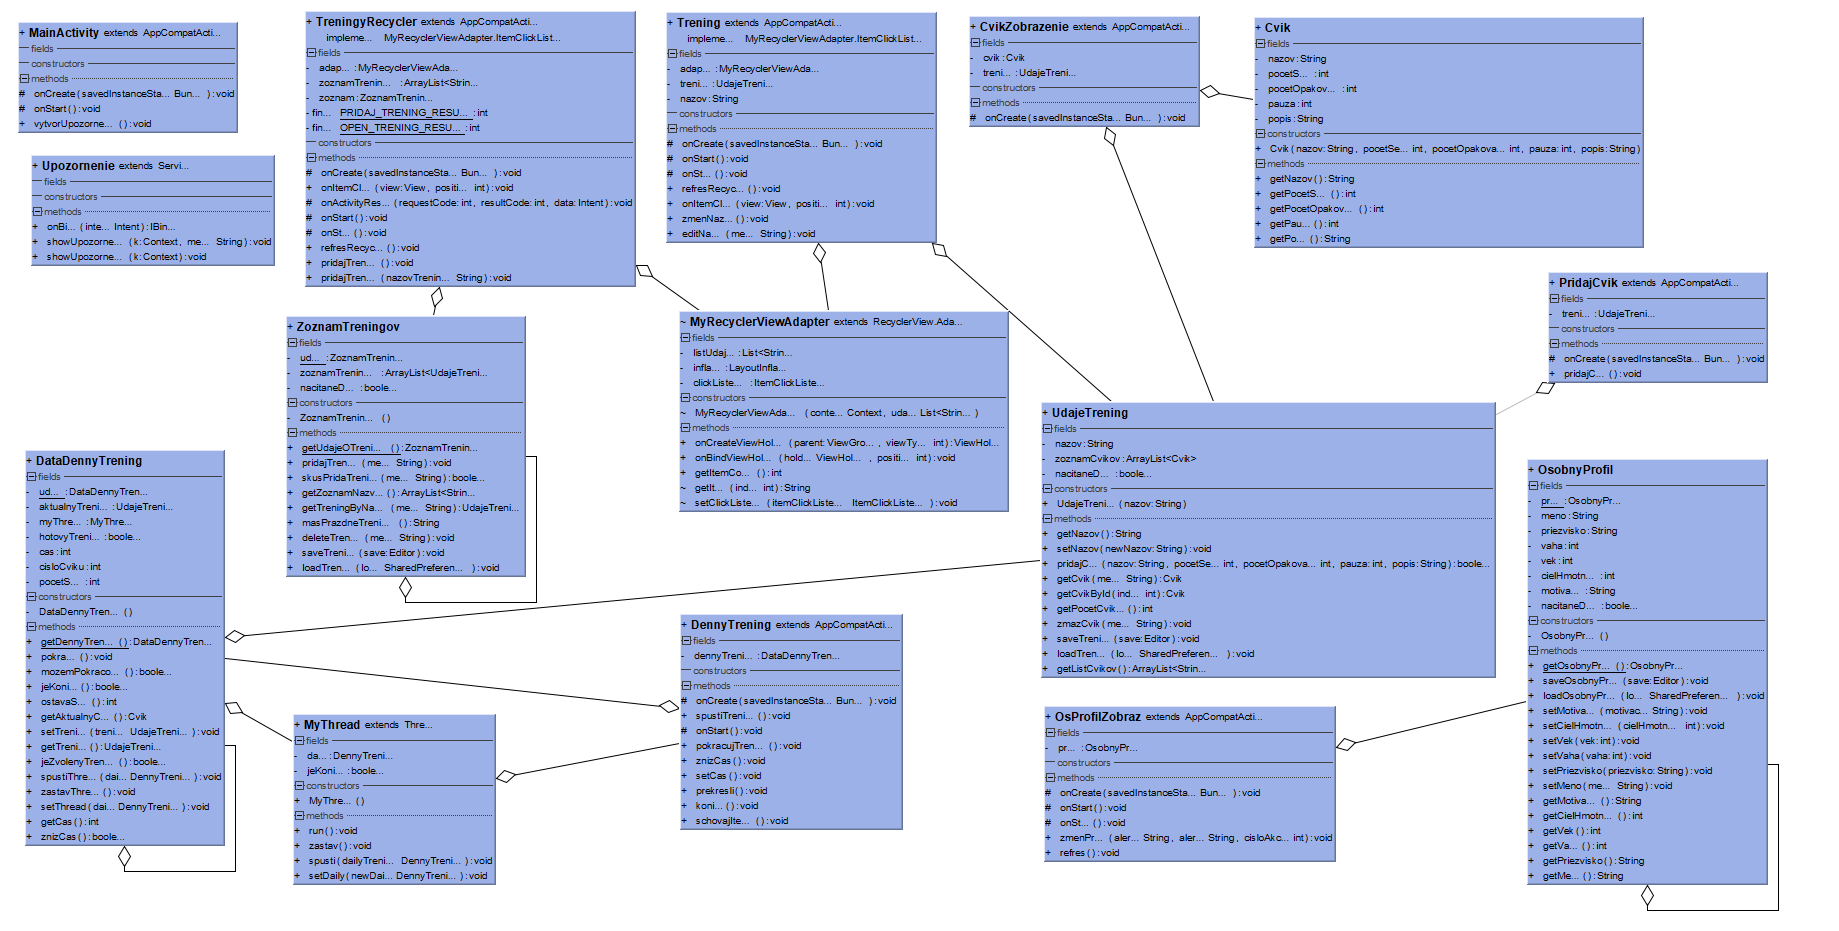 + MainActivity extends AppCompatActi...
fields
constructors
methods
# onCreate(savedInstanceSta... Bun... ):void
# onStart():void
+ vytvorUpozorne... ():void
+ Upozornenie extends Servi...
fields
constructors
methods
+ onBi... (inte... Intent):IBin...
+ showUpozorne... (k:Context, me... String):void
+ showUpozorne... (k:Context):void
+ TreningyRecycler extends AppCompatActi...
impleme... MyRecyclerViewAdapter.ItemClickList...
fields
- adap... :MyRecyclerViewAda...
- zoznamTrenin... :ArrayList<Strin...
- zoznam:ZoznamTrenin...
- fin... PRIDAJ_TRENING_RESU... :int
- fin... OPEN_TRENING_RESU... :int
constructors
methods
# onCreate(savedInstanceSta... Bun... ):void
+ onItemCl... (view:View, positi... int):void
# onActivityRes... (requestCode:int, resultCode:int, data:Intent):void
# onStart():void
# onSt... ():void
+ refresRecyc... ():void
+ pridajTren... ():void
+ pridajTren... (nazovTrenin... String):void
+ Trening extends AppCompatActi...
impleme... MyRecyclerViewAdapter.ItemClickList...
fields
- adap... :MyRecyclerViewAda...
- treni... :UdajeTreni...
- nazov:String
constructors
methods
# onCreate(savedInstanceSta... Bun... ):void
# onStart():void
# onSt... ():void
+ refresRecyc... ():void
+ onItemCl... (view:View, positi... int):void
+ zmenNaz... ():void
+ editNa... (me... String):void
+ CvikZobrazenie extends AppCompatActi...
fields
- cvik:Cvik
- treni... :UdajeTreni...
constructors
methods
# onCreate(savedInstanceSta... Bun... ):void
+ Cvik
fields
- nazov:String
- pocetS... :int
- pocetOpakov... :int
- pauza:int
- popis:String
constructors
+ Cvik(nazov:String, pocetSe... int, pocetOpakova... int, pauza:int, popis:String)
methods
+ getNazov():String
+ getPocetS... ():int
+ getPocetOpakov... ():int
+ getPau... ():int
+ getPo... ():String
+ PridajCvik extends AppCompatActi...
fields
- treni... :UdajeTreni...
constructors
methods
# onCreate(savedInstanceSta... Bun... ):void
+ pridajC... ():void
+ ZoznamTreningov
fields
- ud... :ZoznamTrenin...
- zoznamTrenin... :ArrayList<UdajeTreni...
- nacitaneD... :boole...
constructors
- ZoznamTrenin... ()
methods
+ getUdajeOTreni... ():ZoznamTrenin...
+ pridajTren... (me... String):void
+ skusPridaTreni... (me... String):boole...
+ getZoznamNazv... ():ArrayList<Strin...
+ getTreningByNa... (me... String):UdajeTreni...
+ masPrazdneTreni... ():String
+ deleteTren... (me... String):void
+ saveTreni... (save:Editor):void
+ loadTren... (lo... SharedPreferen... ):void
~ MyRecyclerViewAdapter extends RecyclerView.Ada...
fields
- listUdaj... :List<Strin...
- infla... :LayoutInfla...
- clickListe... :ItemClickListe...
constructors
~ MyRecyclerViewAda... (conte... Context, uda... List<Strin... )
methods
+ onCreateViewHol... (parent:ViewGro... , viewTy... int):ViewHol...
+ onBindViewHol... (hold... ViewHol... , positi... int):void
+ getItemCo... ():int
~ getIt... (ind... int):String
~ setClickListe... (itemClickListe... ItemClickListe... ):void
+ UdajeTrening
fields
- nazov:String
- zoznamCvikov:ArrayList<Cvik>
- nacitaneD... :boole...
constructors
+ UdajeTreni... (nazov:String)
methods
+ getNazov():String
+ setNazov(newNazov:String):void
+ pridajC... (nazov:String, pocetSe... int, pocetOpakova... int, pauza:int, popis:String):boole...
+ getCvik(me... String):Cvik
+ getCvikById(ind... int):Cvik
+ getPocetCvik... ():int
+ zmazCvik(me... String):void
+ saveTreni... (save:Editor):void
+ loadTren... (lo... SharedPreferen... ):void
+ getListCvikov():ArrayList<Strin...
+ DataDennyTrening
fields
- ud... :DataDennyTren...
- aktualnyTreni... :UdajeTreni...
- myThre... :MyThre...
- hotovyTreni... :boole...
- cas:int
- cisloCviku:int
- pocetS... :int
constructors
- DataDennyTren... ()
methods
+ getDennyTren... ():DataDennyTren...
+ pokra... ():void
+ mozemPokraco... ():boole...
+ jeKoni... ():boole...
+ ostavaS... ():int
+ getAktualnyC... ():Cvik
+ setTreni... (treni... UdajeTreni... ):void
+ getTreni... ():UdajeTreni...
+ jeZvolenyTren... ():boole...
+ spustiThre... (dai... DennyTreni... ):void
+ zastavThre... ():void
+ setThread(dai... DennyTreni... ):void
+ getCas():int
+ znizCas():boole...
+ MyThread extends Thre...
fields
- da... :DennyTreni...
- jeKoni... :boole...
constructors
+ MyThre... ()
methods
+ run():void
+ zastav():void
+ spusti(dailyTreni... DennyTreni... ):void
+ setDaily(newDai... DennyTreni... ):void
+ DennyTrening extends AppCompatActi...
fields
- dennyTreni... :DataDennyTren...
constructors
methods
# onCreate(savedInstanceSta... Bun... ):void
+ spustiTreni... ():void
# onStart():void
+ pokracujTren... ():void
+ znizCas():void
+ setCas():void
+ prekresli():void
+ koni... ():void
+ schovajIte... ():void
+ OsProfilZobraz extends AppCompatActi...
fields
- pr... :OsobnyPr...
constructors
methods
# onCreate(savedInstanceSta... Bun... ):void
# onStart():void
# onSt... ():void
+ zmenPr... (aler... String, aler... String, cisloAkc... int):void
+ refres():void
+ OsobnyProfil
fields
- pr... :OsobnyPr...
- meno:String
- priezvisko:String
- vaha:int
- vek:int
- cielHmotn... :int
- motiva... :String
- nacitaneD... :boole...
constructors
- OsobnyPr... ()
methods
+ getOsobnyPr... ():OsobnyPr...
+ saveOsobnyPr... (save:Editor):void
+ loadOsobnyPr... (lo... SharedPreferen... ):void
+ setMotiva... (motivac... String):void
+ setCielHmotn... (cielHmotn... int):void
+ setVek(vek:int):void
+ setVaha(vaha:int):void
+ setPriezvisko(priezvisko:String):void
+ setMeno(me... String):void
+ getMotiva... ():String
+ getCielHmotn... ():int
+ getVek():int
+ getVa... ():int
+ getPriezvisko():String
+ getMe... ():String